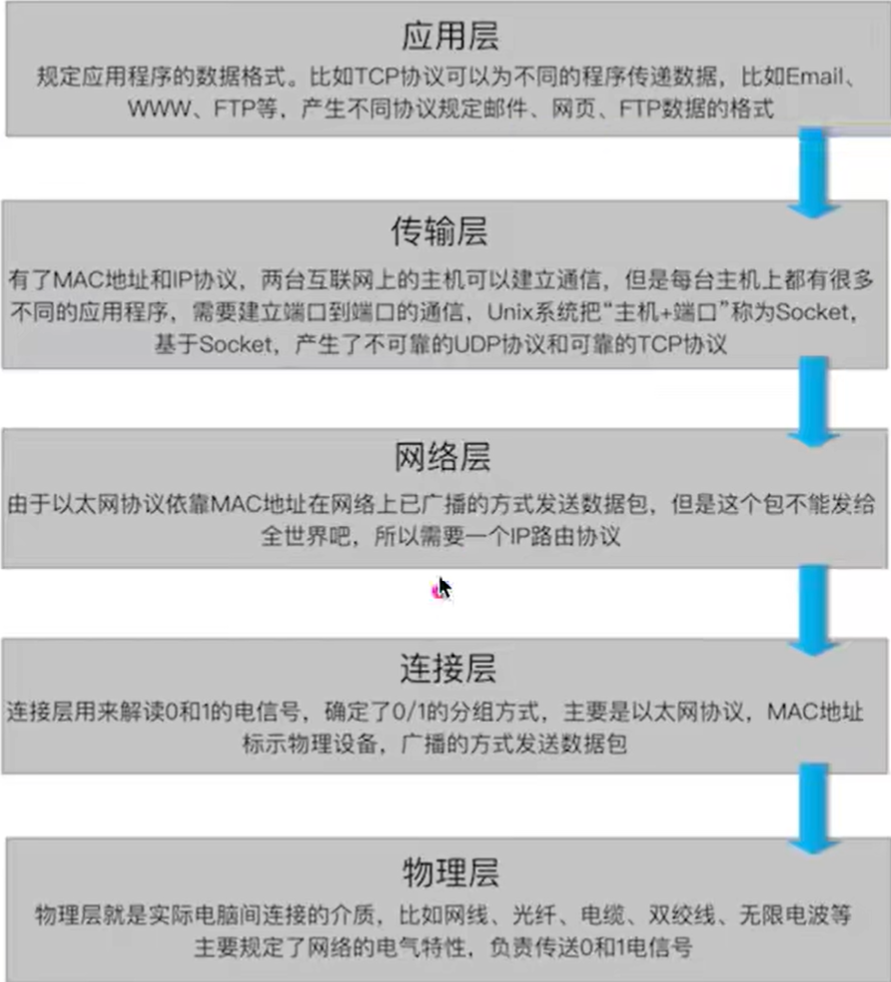 应用层
规定应用程序的数据格式。比如TCP协议可以为不同的程序传递数据，比如Email、
WWW、FTP等，产生不同协议规定邮件、网页、FTP数据的格式
传输层
有了MAC地址和IP协议，两台互联网上的主机可以建立通信，但是每台主机上都有很多
不同的应用程序，需要建立端口到端口的通信，Unix系统把“主机+端口”称为Socket，
基于Socket，产生了不可靠的UDP协议和可靠的TCP协议
网络层
由于以太网协议依靠MAC地址在网络上已广播的方式发送数据包，但是这个包不能发给
全世界吧，所以需要一个IP路由协议
连接层
连接层用来解读0和1的电信号，确定了0/1的分组方式，主要是以太网协议，MAC地址
标示物理设备，广播的方式发送数据包
物理层
物理层就是实际电脑间连接的介质，比如网线、光纤、电缆、双绞线、无限电波等
主要规定了网络的电气特性，负责传送0和1电信号